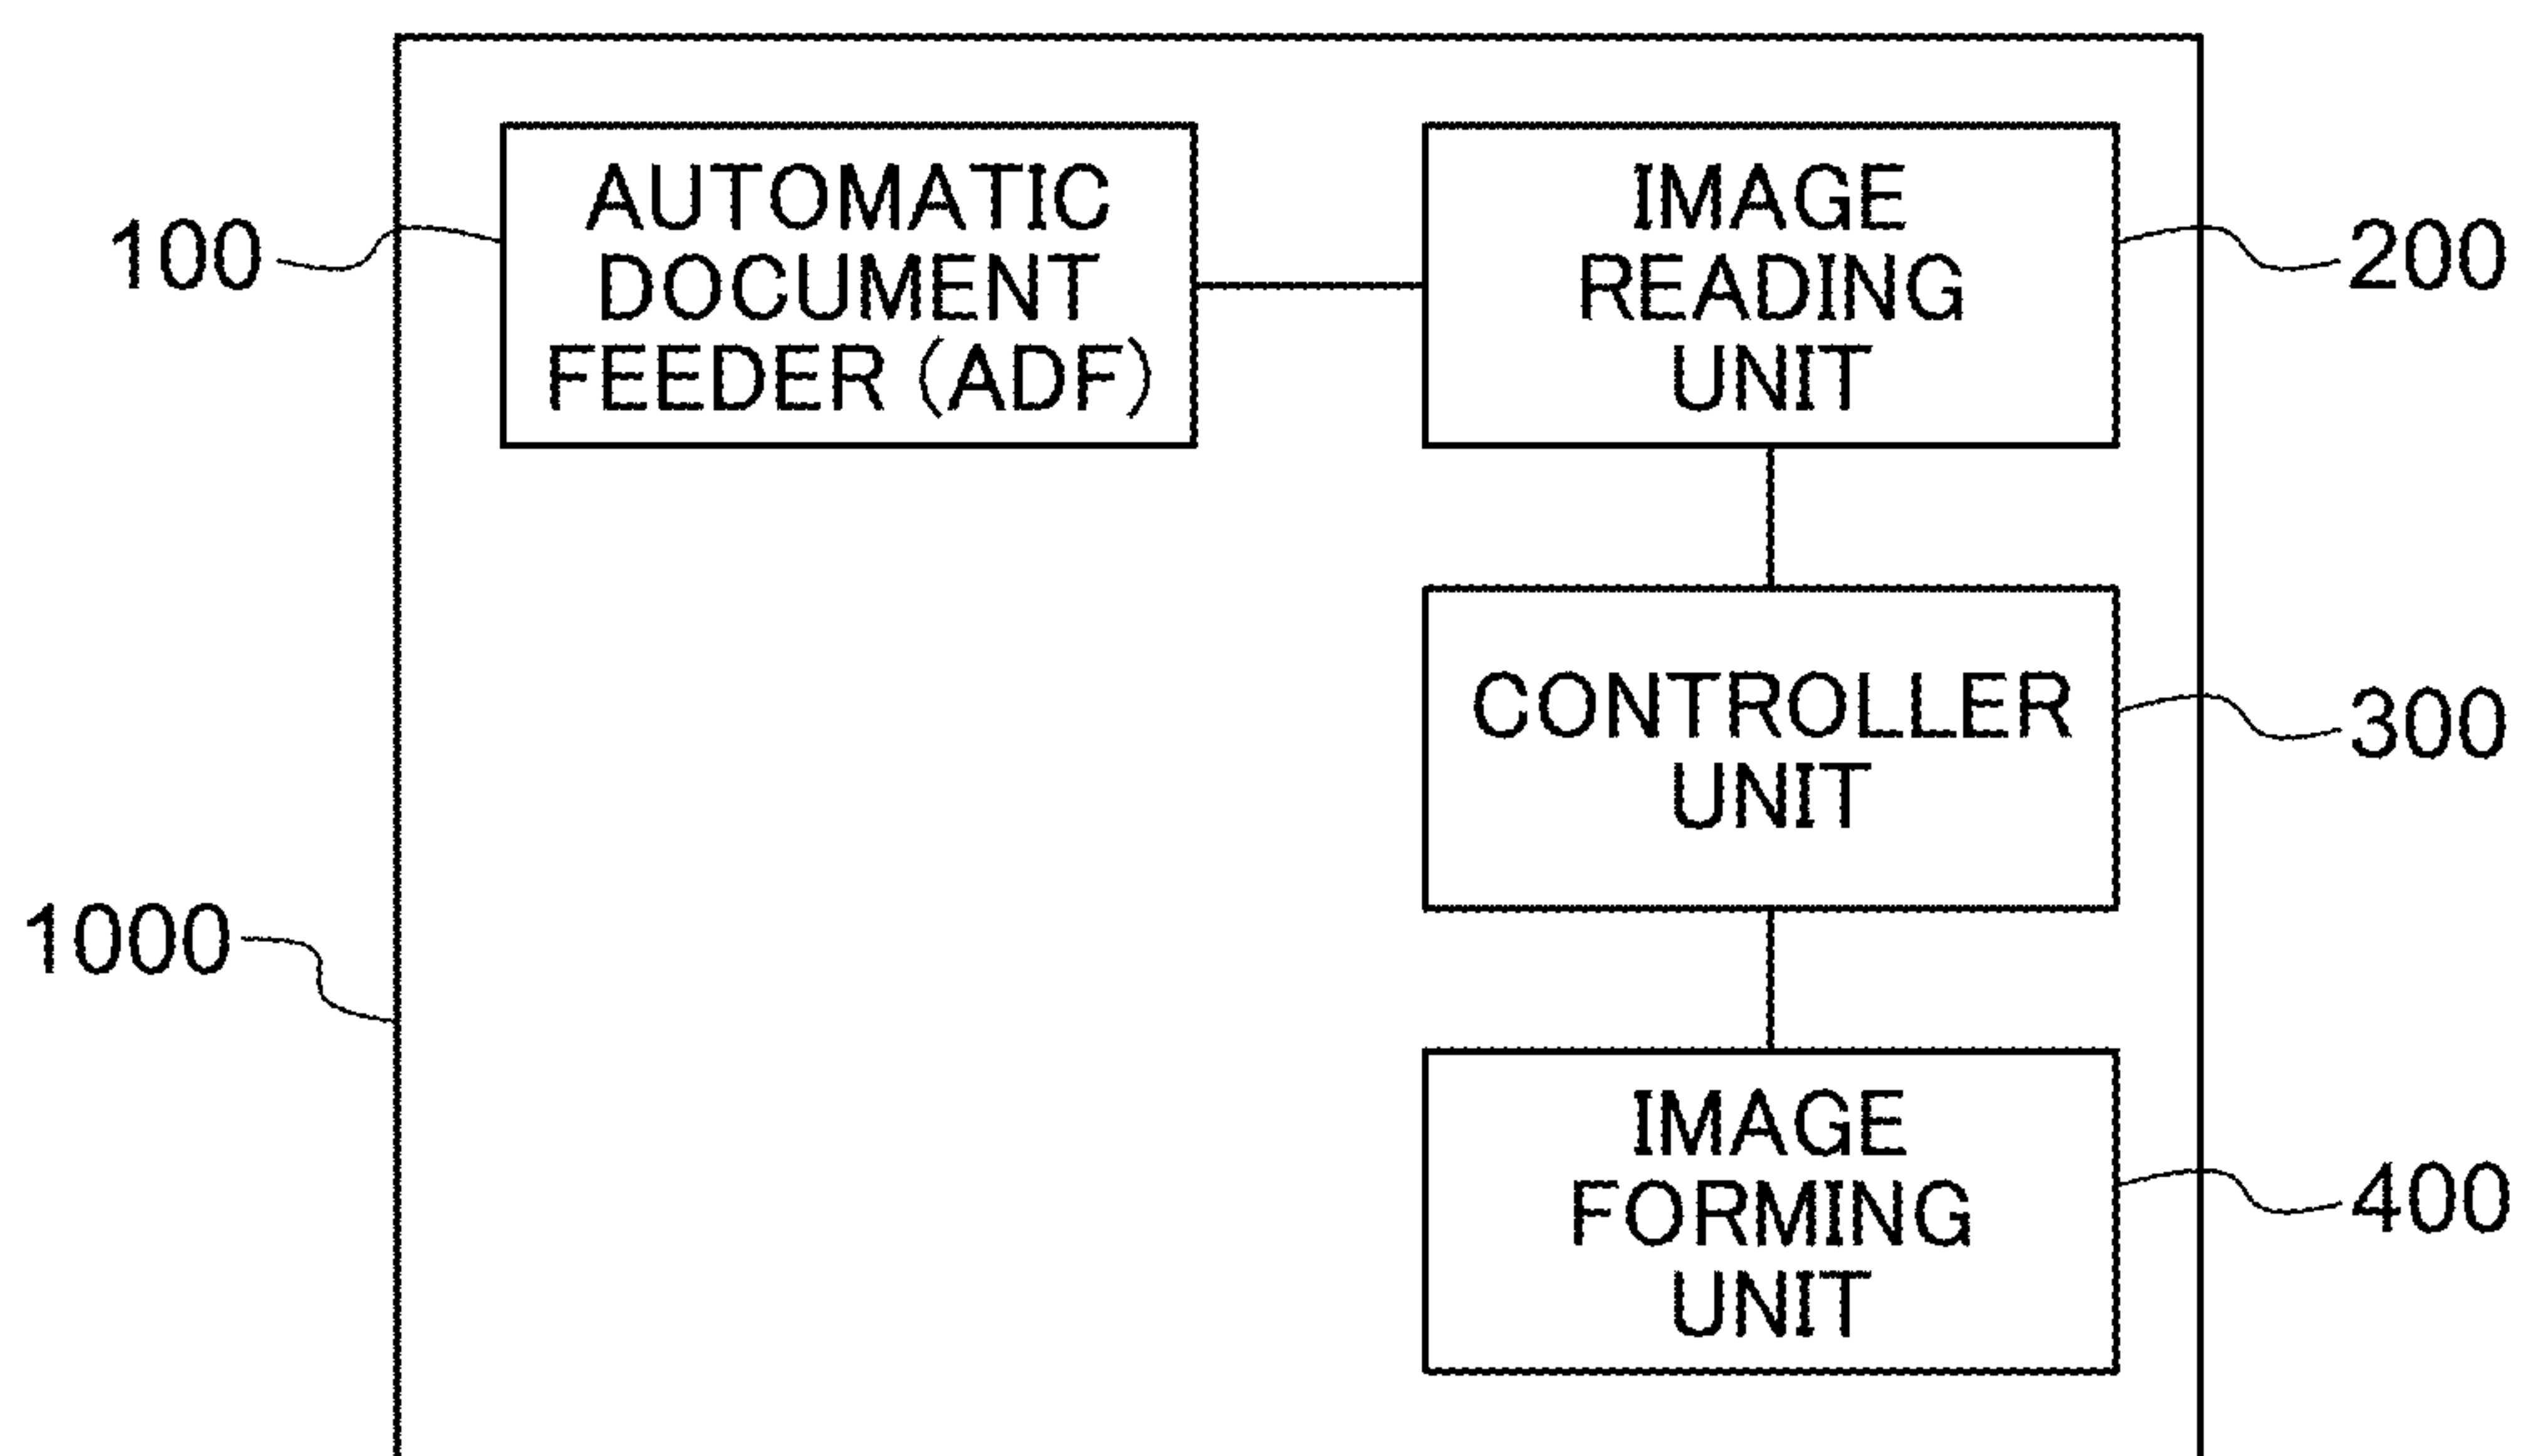 100
AUTOMATIC
DOCUMENT
FEEDER (ADF)
IMAGE
READING
UNIT
200
CONTROLLER
UNIT
300
1000
IMAGE
FORMING
UNIT
400